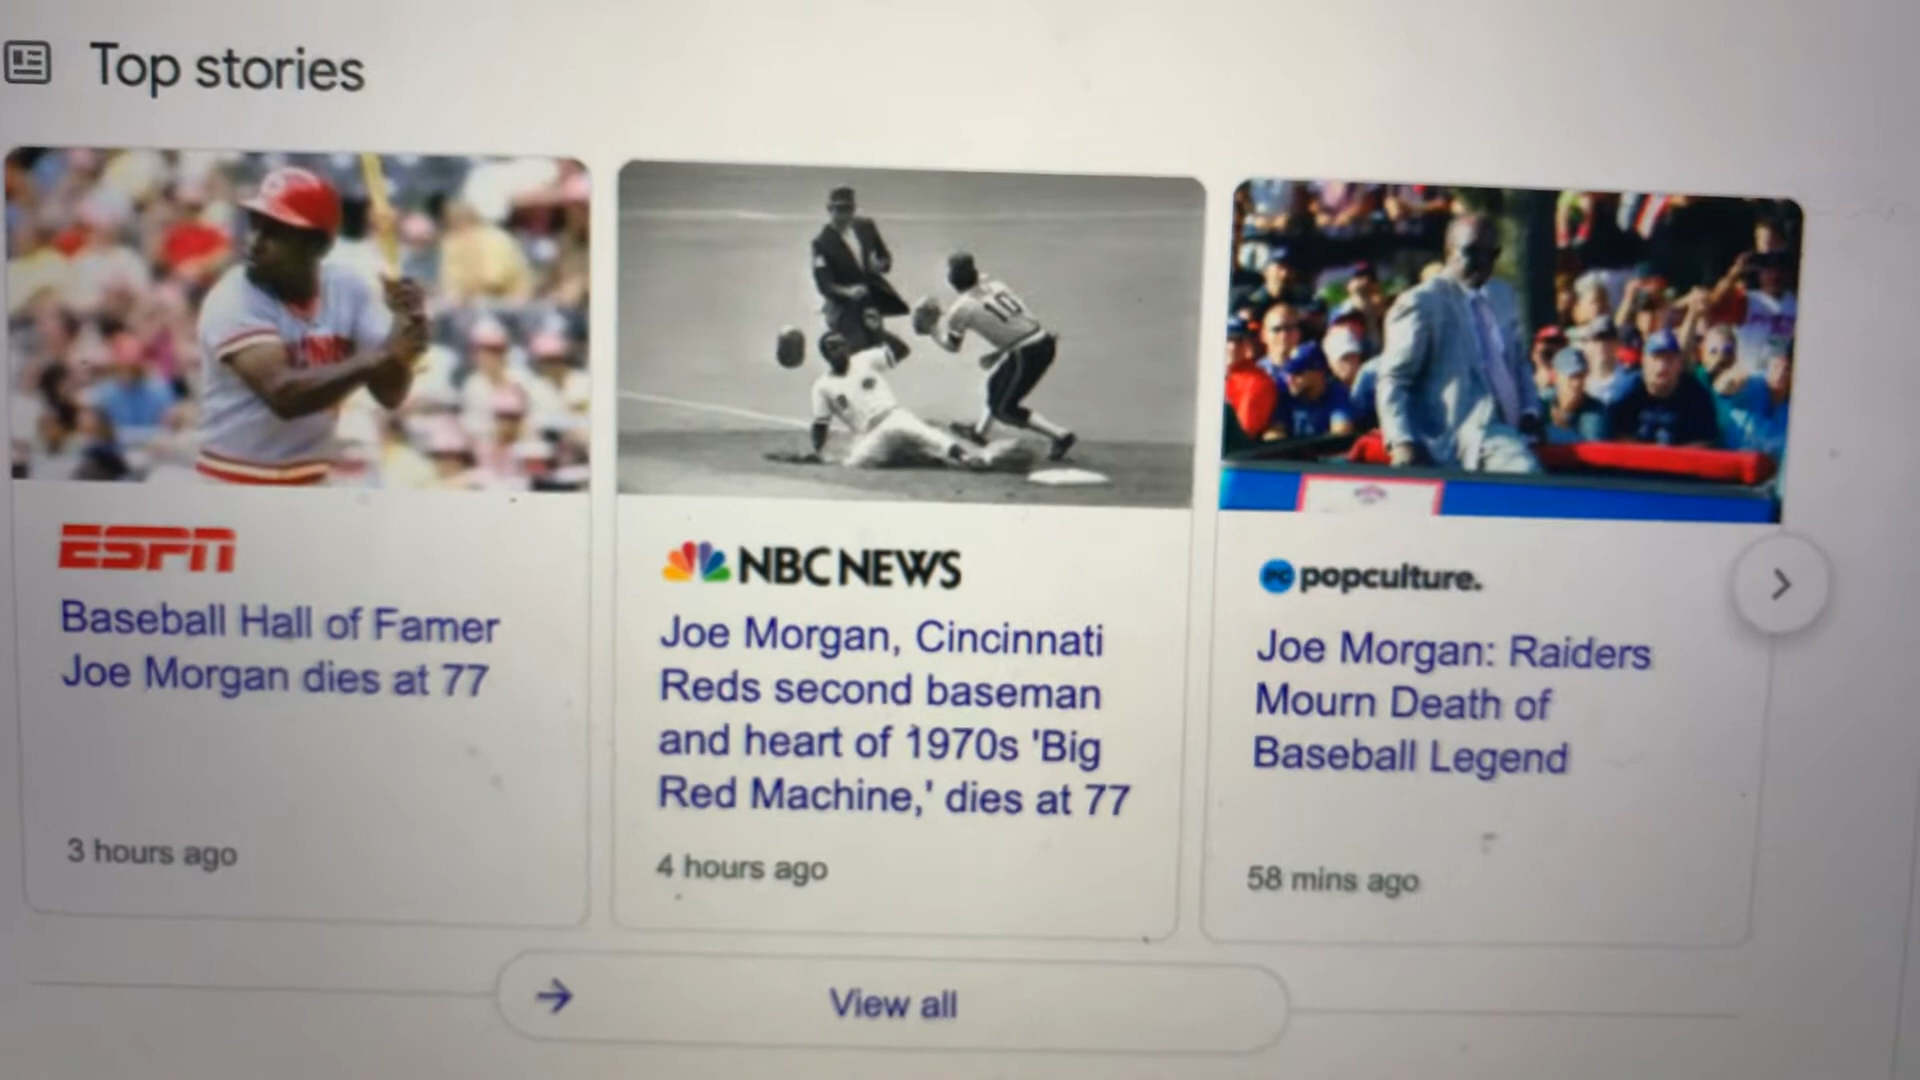 Top stories
ESPN
Baseball Hall of Famer
Joe Morgan dies at 77
3 hours ago
10
NBC NEWS
Joe Morgan, Cincinnati
Reds second baseman
and heart of 1970s 'Big
Red Machine,' dies at 77
4 hours ago
PC popculture.
Joe Morgan: Raiders
Mourn Death of
Baseball Legend
58 mins ago
View all